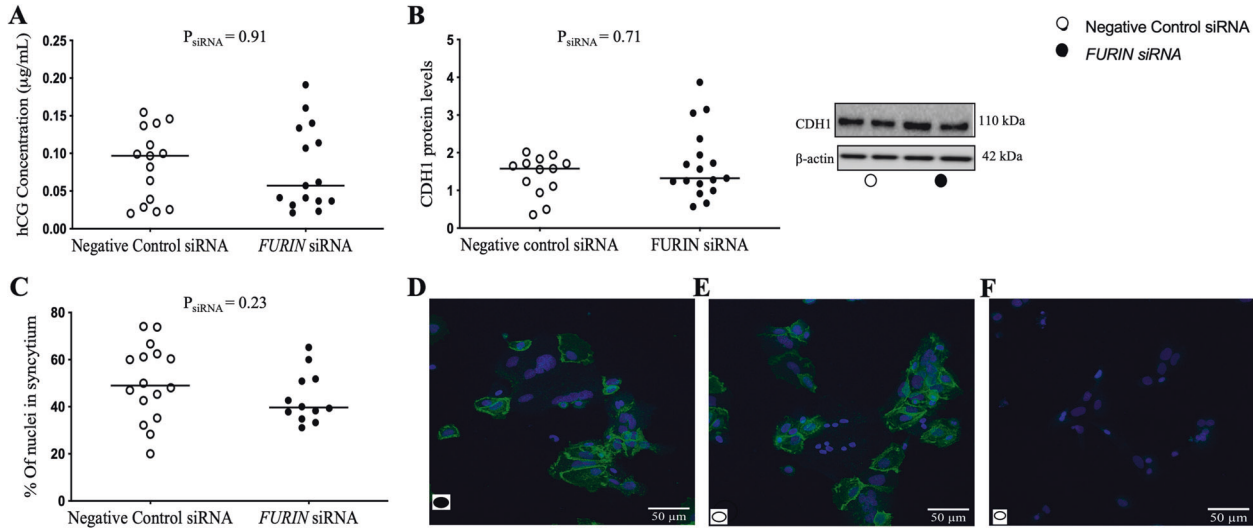 A
P_siRNA = 0.91
hCG Concentration (µg/mL)
0.25
0.20
0.15
0.10
0.05
0.00
Negative Control siRNA
FURIN siRNA
B
P_siRNA = 0.71
CDH1 protein levels
5
4
3
2
1
0
Negative control siRNA
FURIN siRNA
CDH1
110 kDa
β-actin
42 kDa
Negative Control siRNA
FURIN siRNA
C
P_siRNA = 0.23
% Of nuclei in syncytium
80
60
40
20
0
Negative Control siRNA
FURIN siRNA
D
50 µm
E
50 µm
F
50 µm